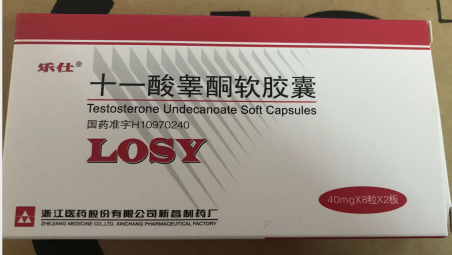 乐仕®
十一酸睾酮软胶囊
Testosterone Undecanoate Soft Capsules
国药准字H10970240
LOSY
40mgX8粒X2板
浙江医药股份有限公司新昌制药厂
ZHEJIANG MEDICINE CO.,LTD. XINCHANG PHARMACEUTICAL FACTORY